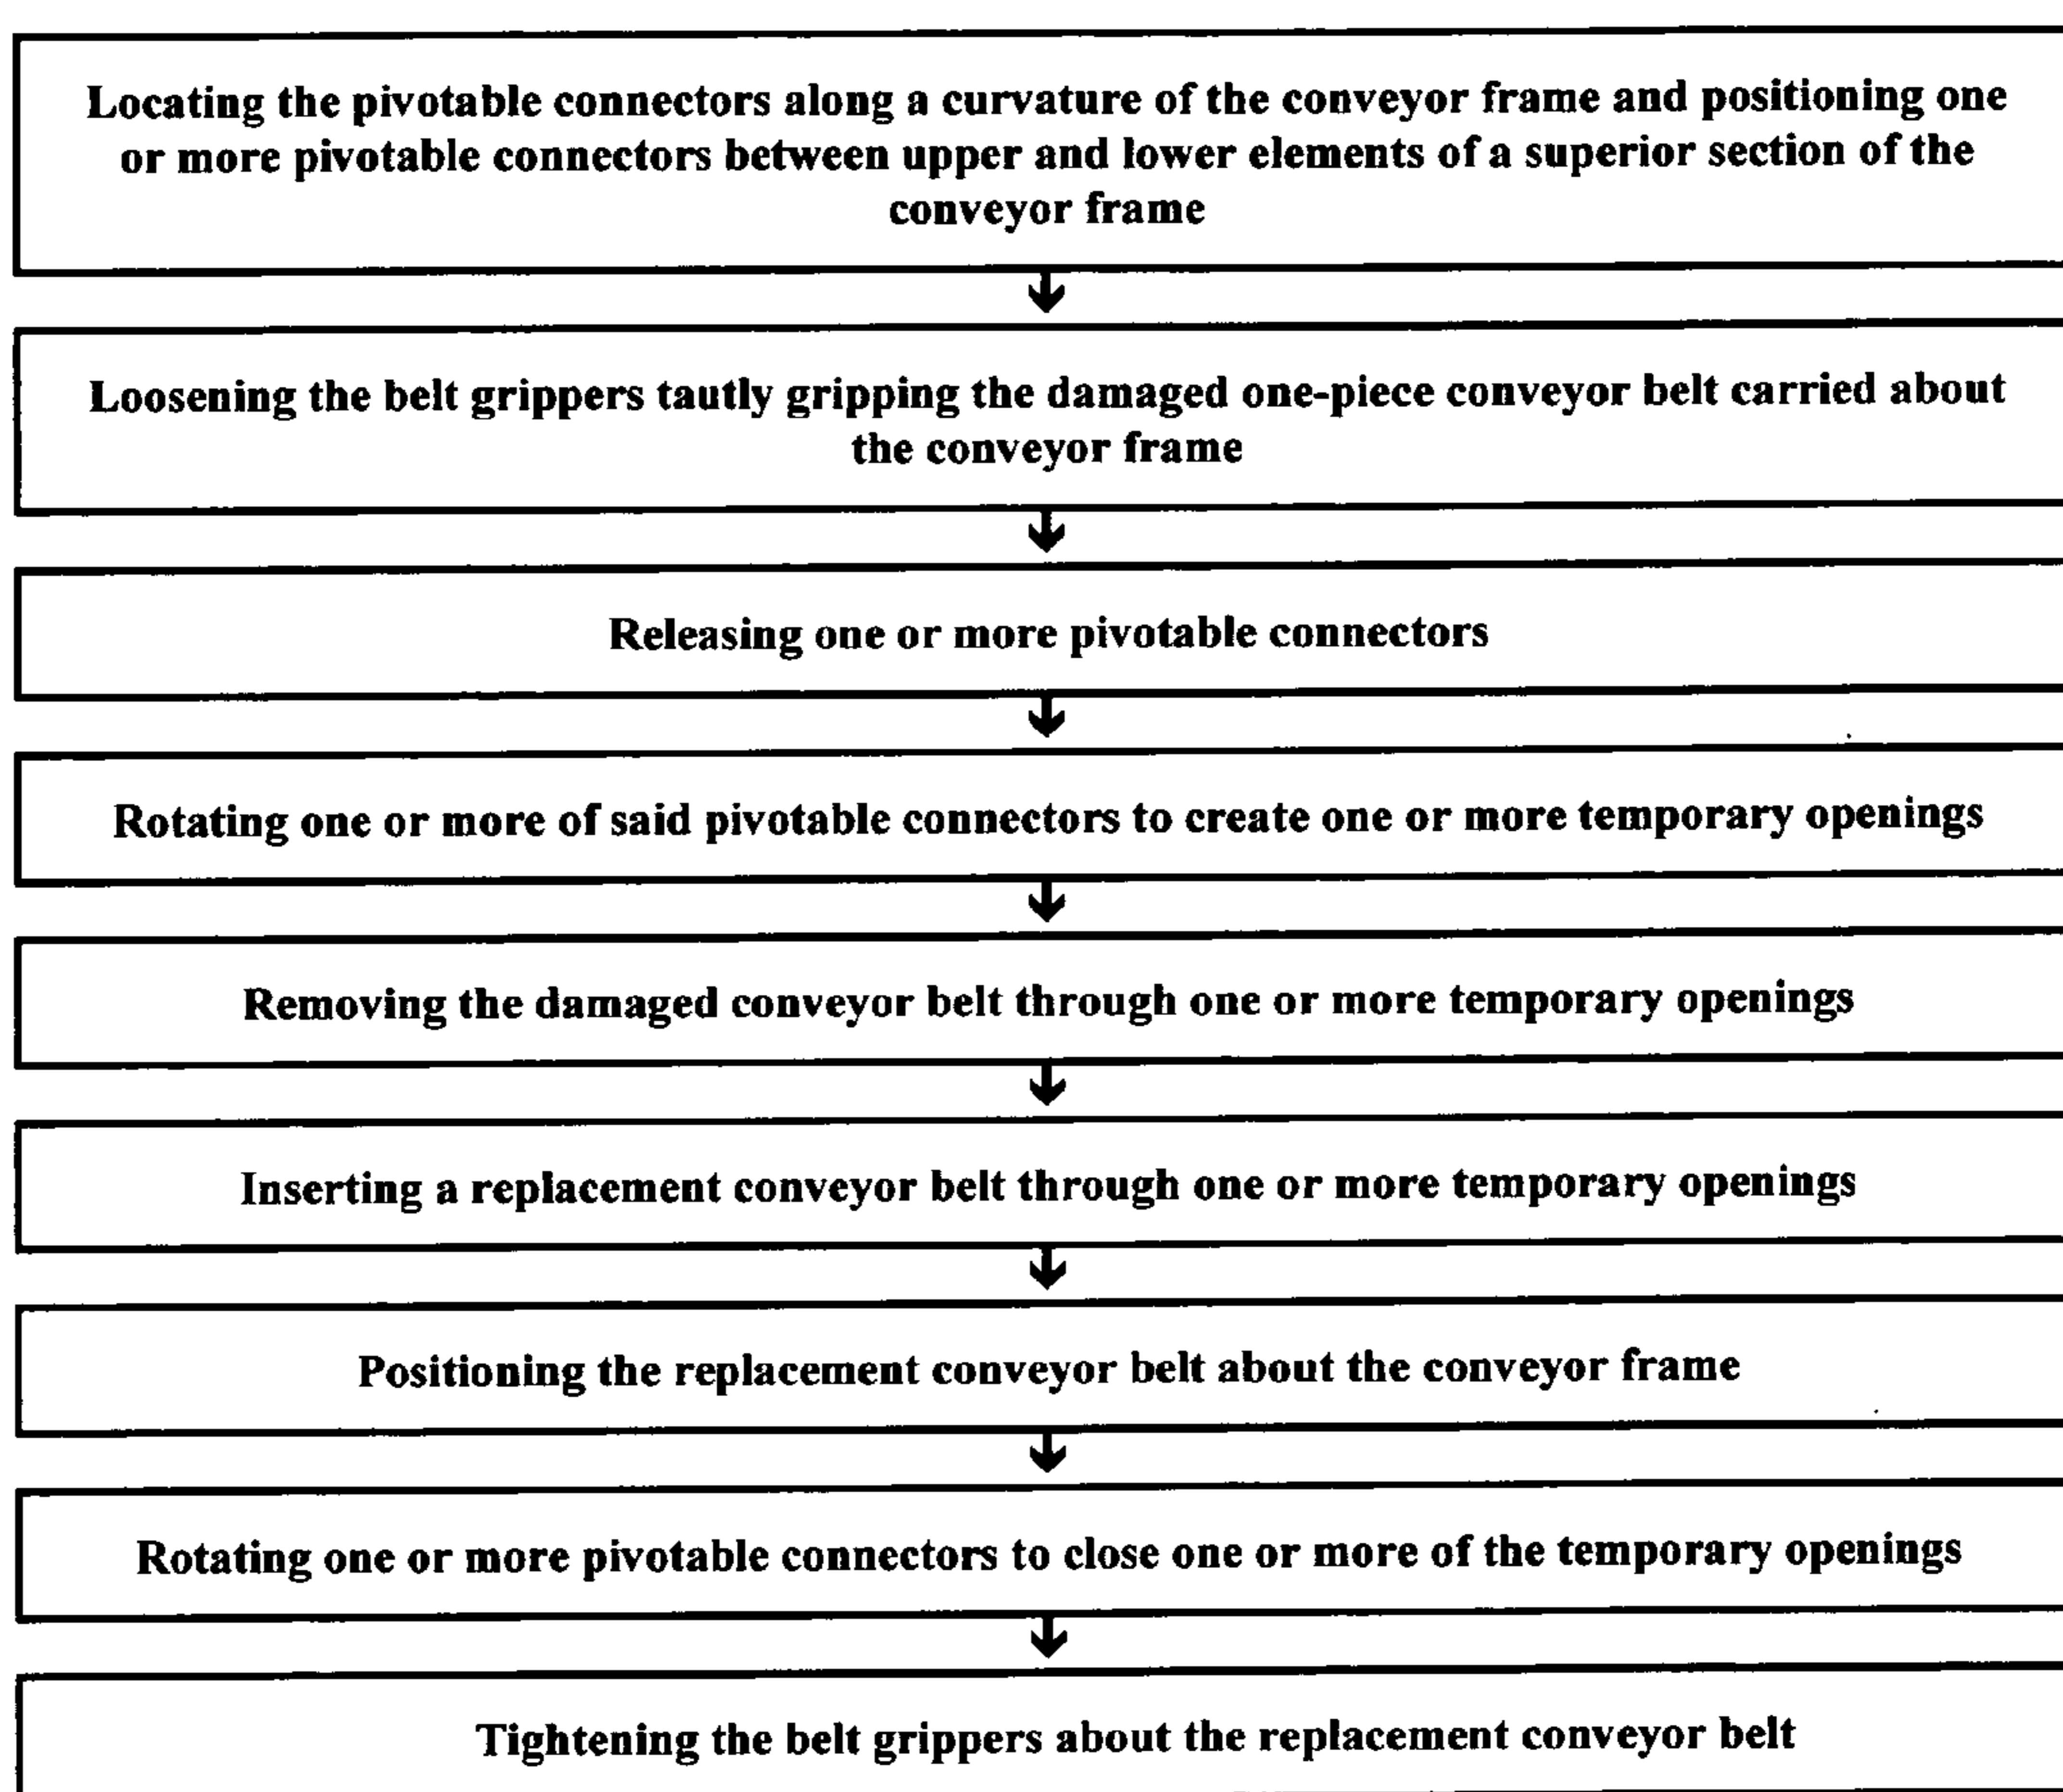 Locating the pivotable connectors along a curvature of the conveyor frame and positioning one
or more pivotable connectors between upper and lower elements of a superior section of the
conveyor frame
Loosening the belt grippers tautly gripping the damaged one-piece conveyor belt carried about
the conveyor frame
Releasing one or more pivotable connectors
Rotating one or more of said pivotable connectors to create one or more temporary openings
Removing the damaged conveyor belt through one or more temporary openings
Inserting a replacement conveyor belt through one or more temporary openings
Positioning the replacement conveyor belt about the conveyor frame
Rotating one or more pivotable connectors to close one or more of the temporary openings
Tightening the belt grippers about the replacement conveyor belt